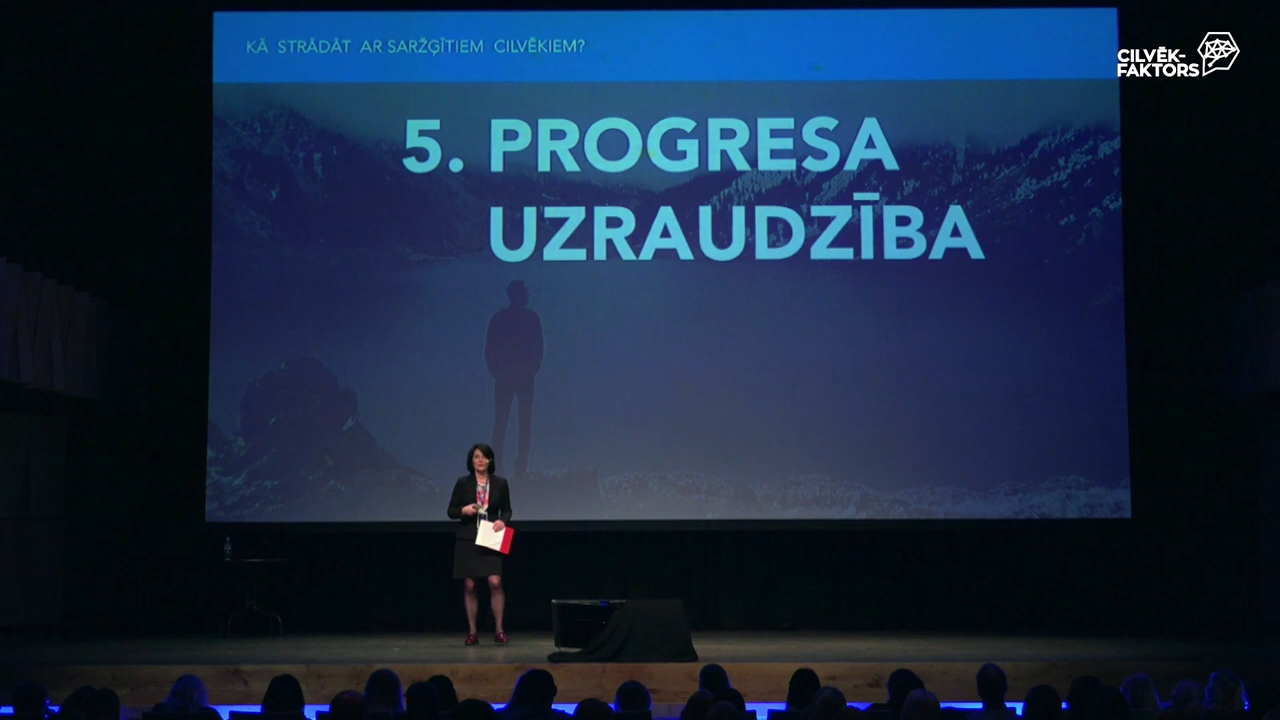 KĀ STRĀDĀT AR SARŽĢĪTIEM CILVĒKIEM?
CILVĒK-
FAKTORS
5. PROGRESA
UZRAUDZĪBA